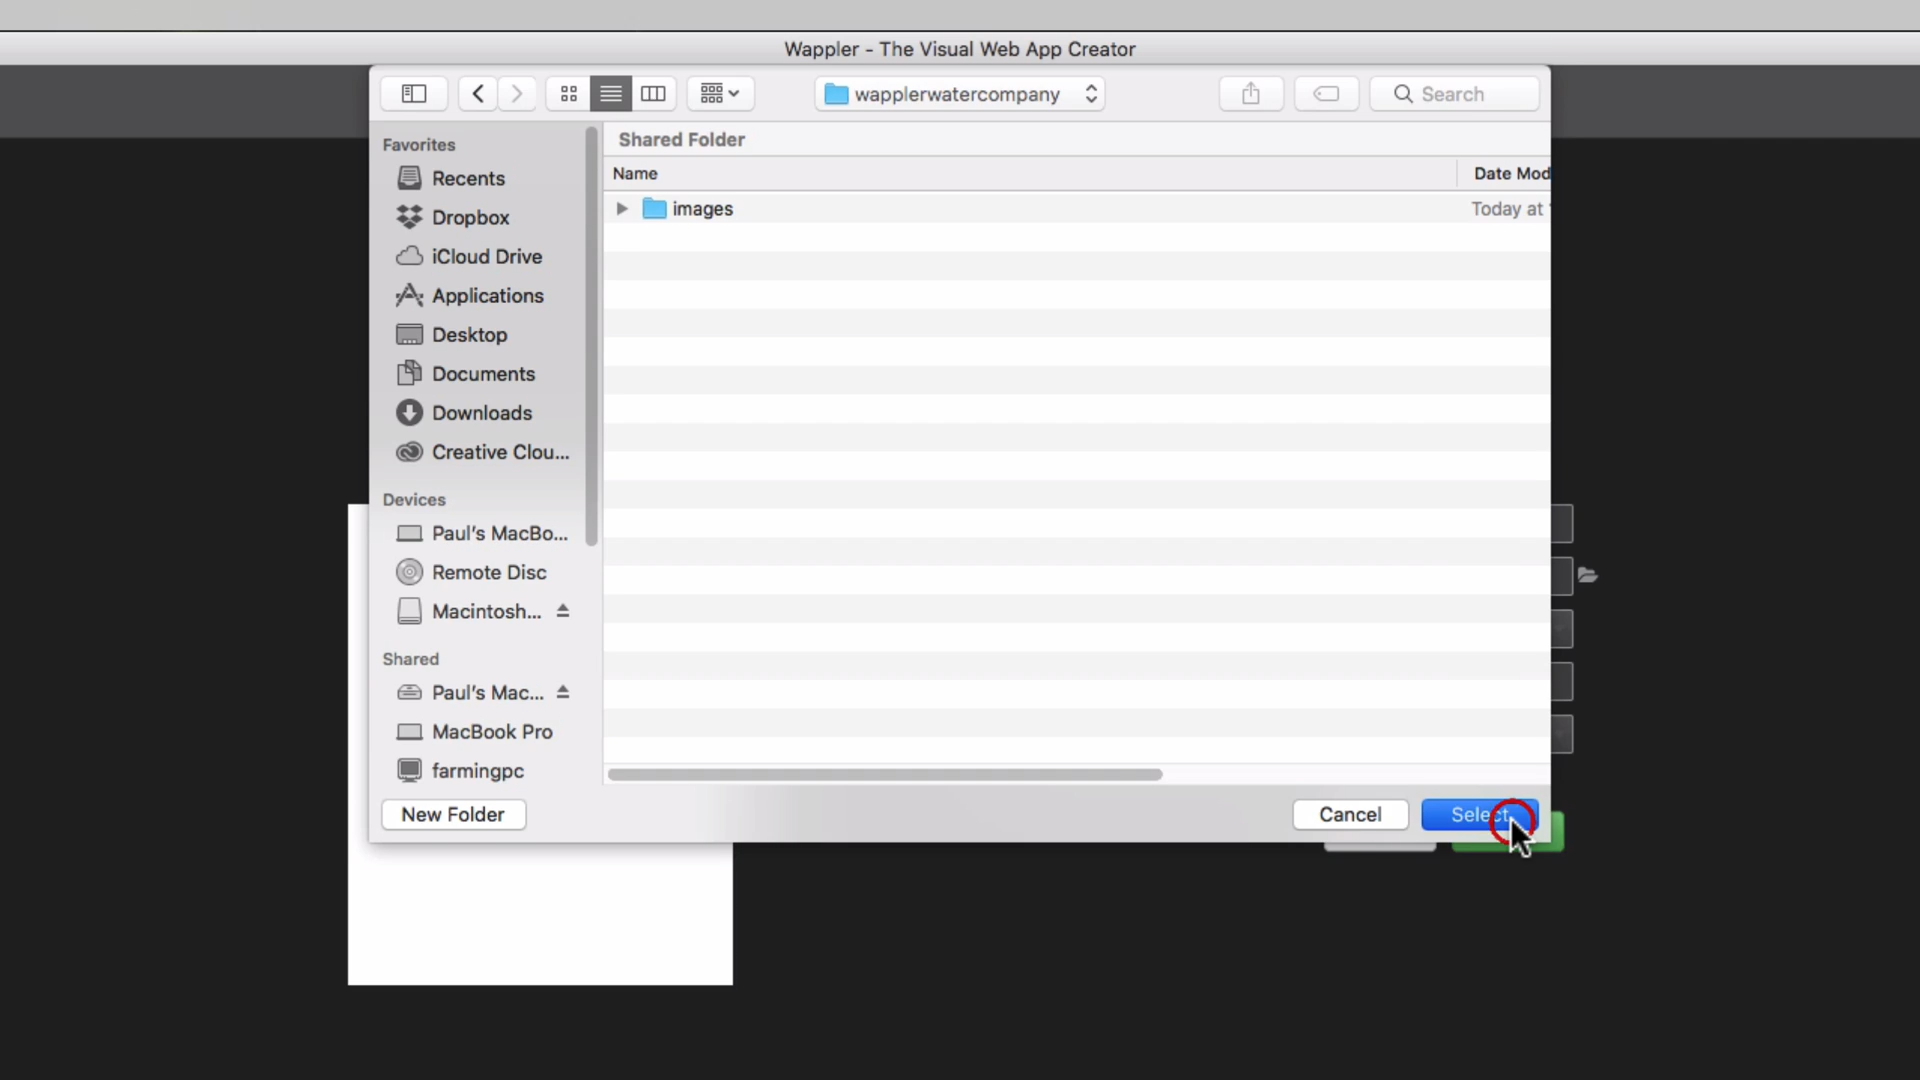 Wappler - The Visual Web App Creator
wapplerwatercompany
Search
Favorites
Recents
Dropbox
iCloud Drive
Applications
Desktop
Documents
Downloads
Creative Clou...
Devices
Paul's MacBo...
Remote Disc
Macintosh...
Shared
Paul's Mac...
MacBook Pro
farmingpc
Shared Folder
Name
Date Mod
images
Today at
New Folder
Cancel
Select